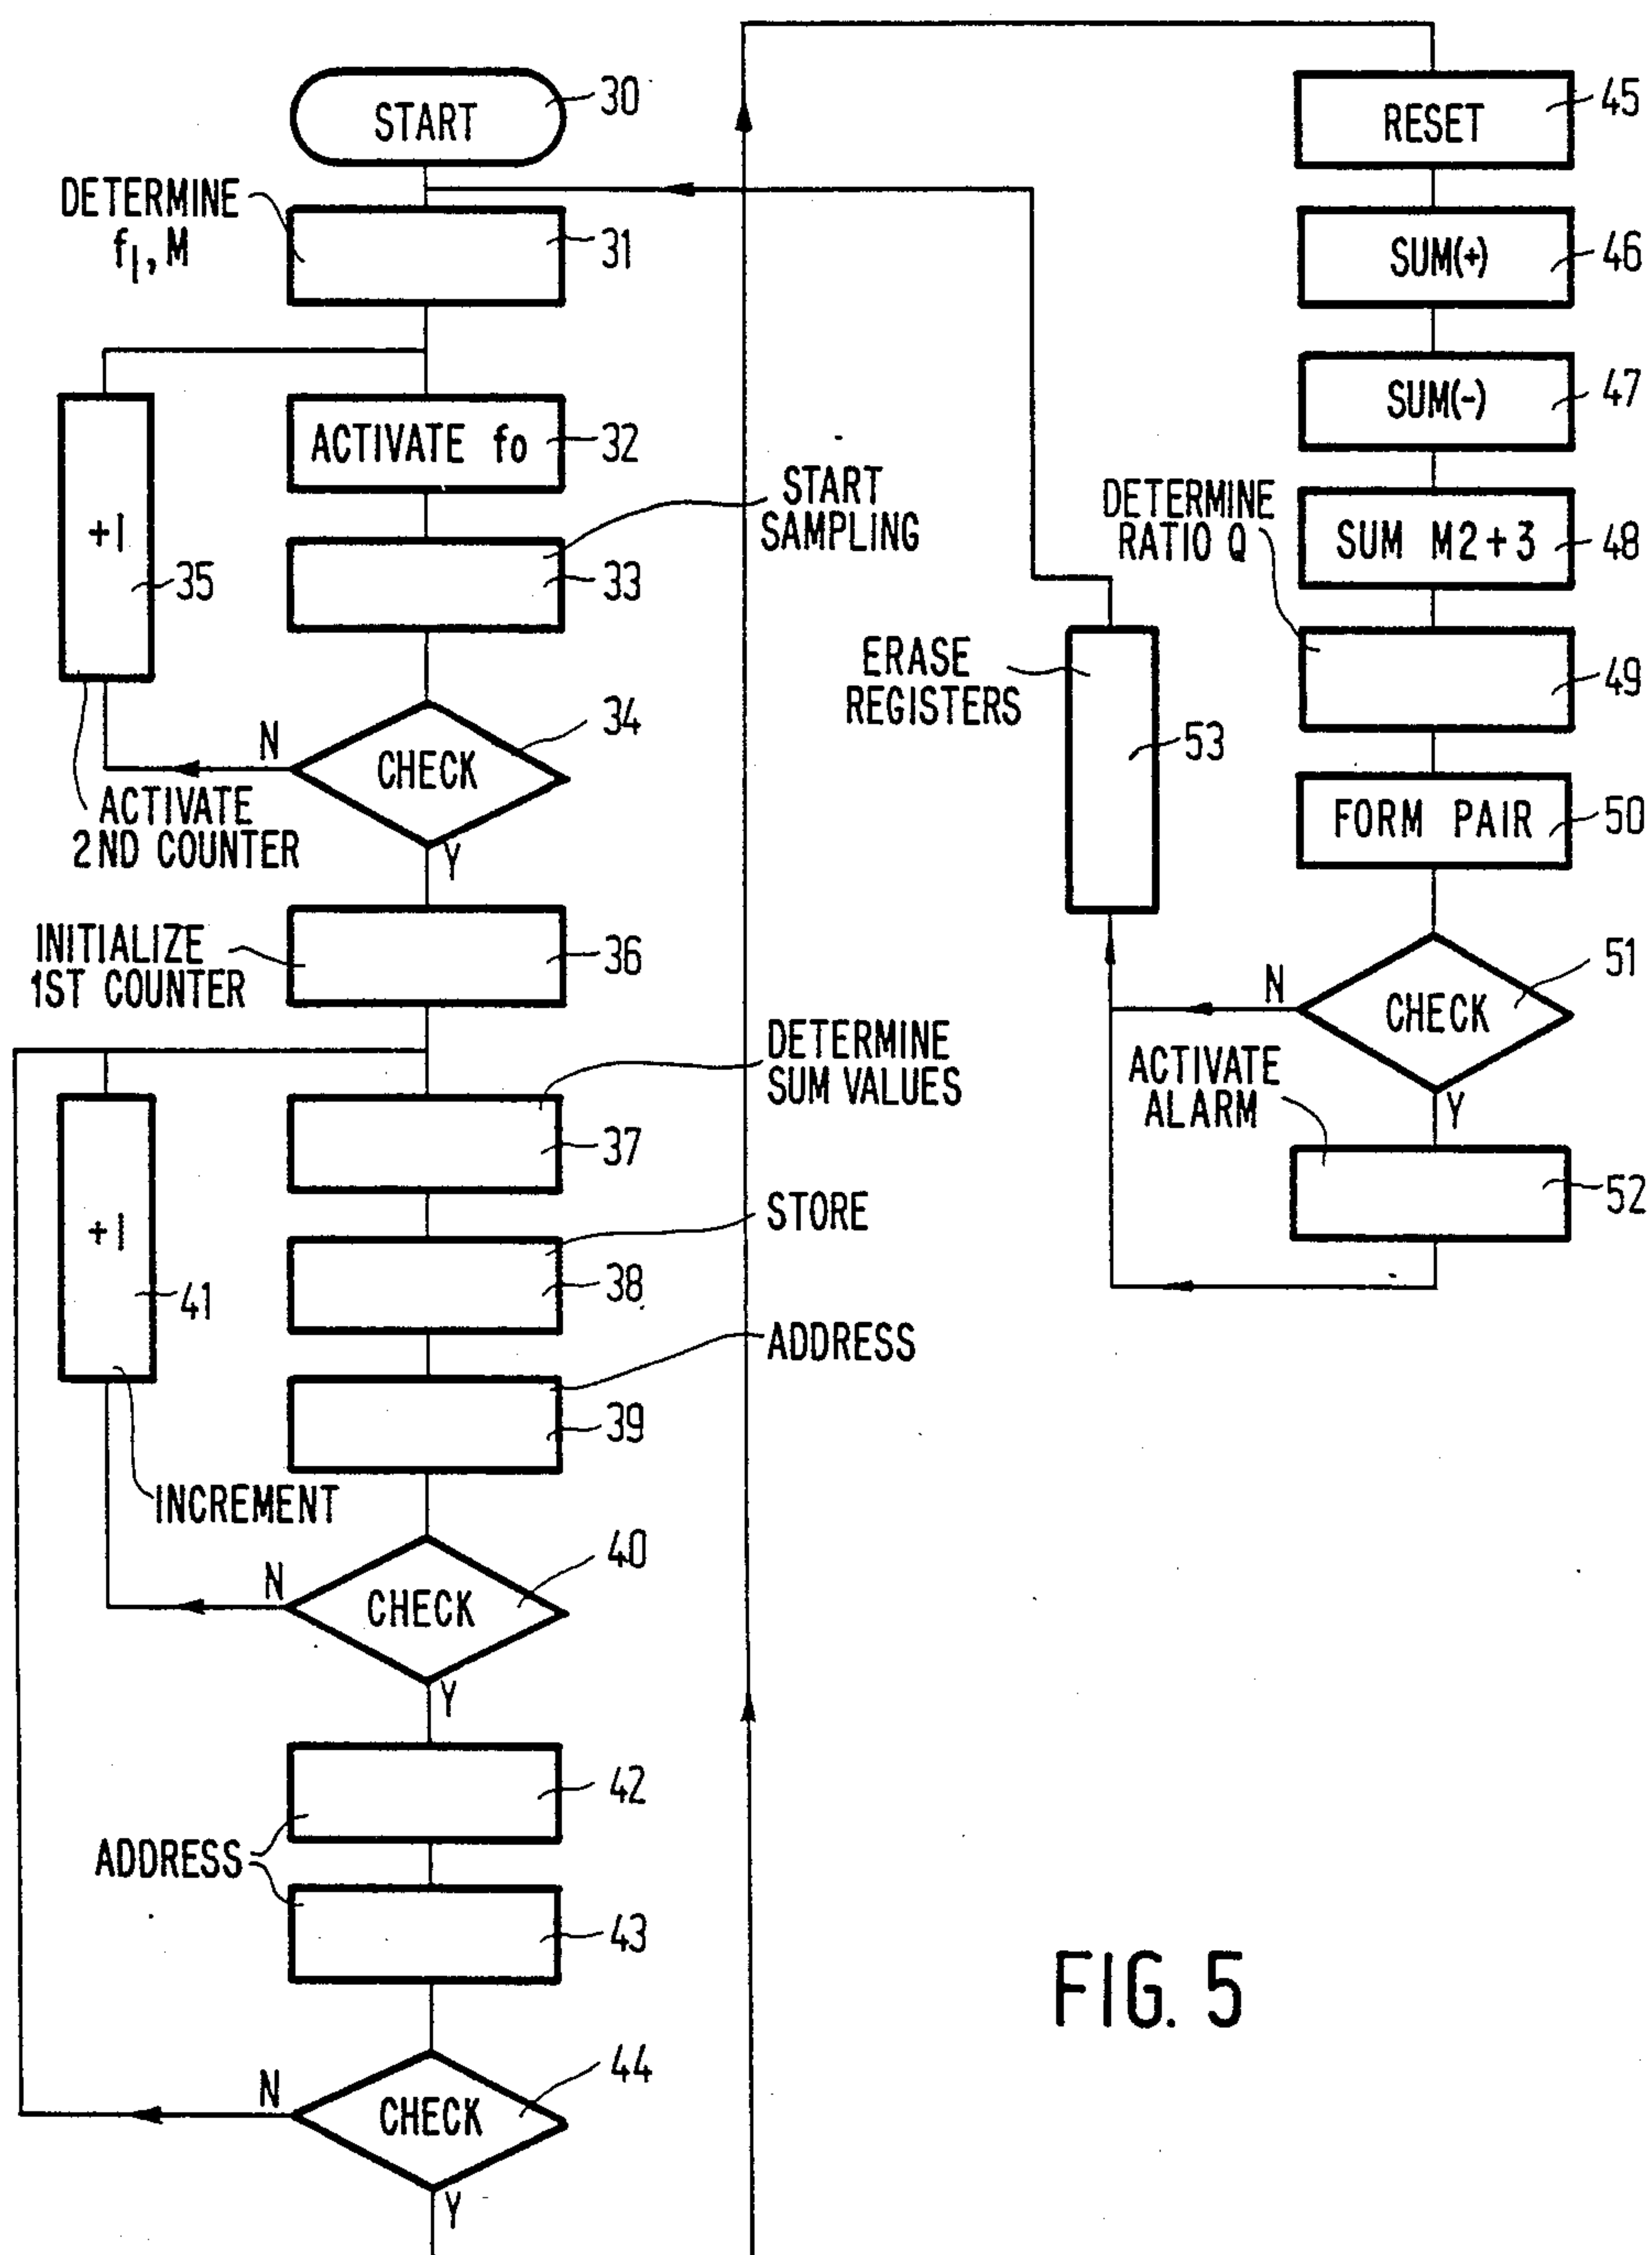 START
30
DETERMINE
f1, M
31
ACTIVATE fo
32
START
SAMPLING
33
+1
35
N
CHECK
34
ACTIVATE
2ND COUNTER
Y
INITIALIZE
1ST COUNTER
36
DETERMINE
SUM VALUES
37
STORE
38
+1
41
ADDRESS
39
INCREMENT
N
CHECK
40
Y
42
ADDRESS
43
N
CHECK
44
Y
RESET
45
SUM(+)
46
SUM(-)
47
SUM M2+3
48
DETERMINE
RATIO Q
49
FORM PAIR
50
ERASE
REGISTERS
53
N
CHECK
51
ACTIVATE
ALARM
Y
52
FIG. 5